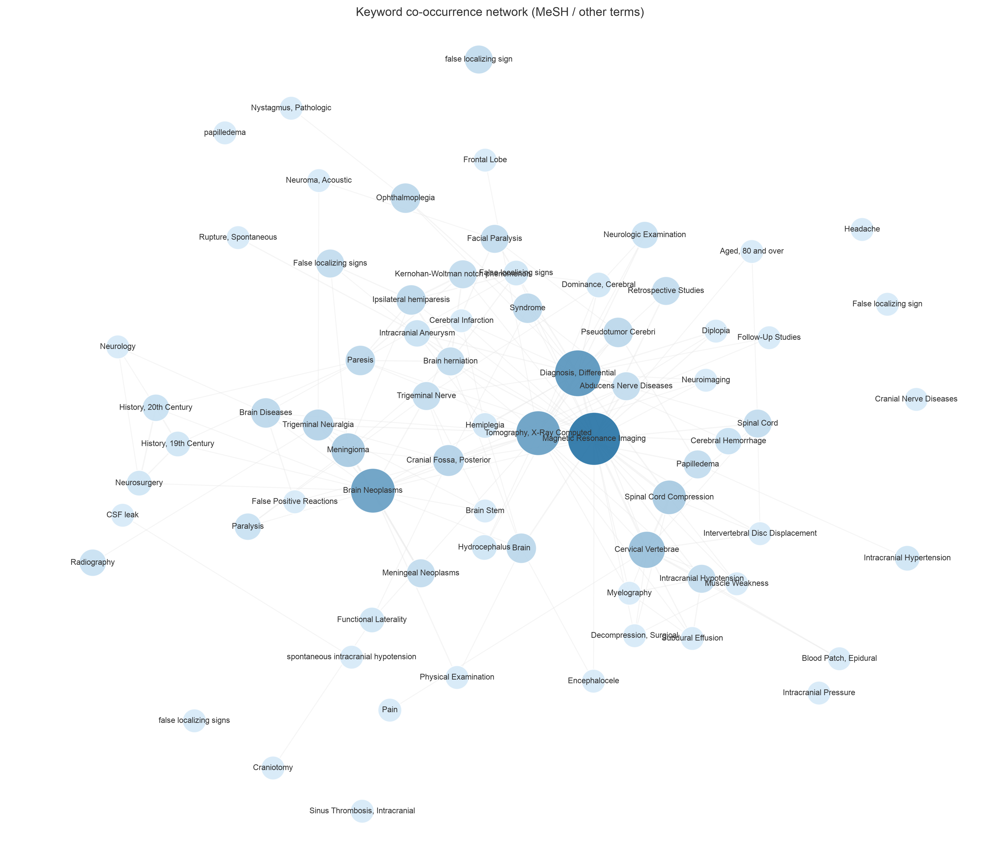 Keyword co-occurrence network (MeSH / other terms)
false localizing sign
Nystagmus, Pathologic
papilledema
Frontal Lobe
Neuroma, Acoustic
Ophthalmoplegia
Headache
Neurologic Examination
Rupture, Spontaneous
Facial Paralysis
Aged, 80 and over
False localizing signs
Kernohan-Woltman notch phenomenon
False localising signs
Dominance, Cerebral
Retrospective Studies
Ipsilateral hemiparesis
False localizing sign
Syndrome
Cerebral Infarction
Intracranial Aneurysm
Pseudotumor Cerebri
Diplopia
Follow-Up Studies
Neurology
Paresis
Brain herniation
Diagnosis, Differential
Neuroimaging
Abducens Nerve Diseases
Trigeminal Nerve
Cranial Nerve Diseases
History, 20th Century
Brain Diseases
Trigeminal Neuralgia
Hemiplegia
Spinal Cord
Tomography, X-Ray Computed
Magnetic Resonance Imaging
Cerebral Hemorrhage
History, 19th Century
Meningioma
Cranial Fossa, Posterior
Papilledema
Neurosurgery
Brain Neoplasms
Spinal Cord Compression
False Positive Reactions
Brain Stem
CSF leak
Paralysis
Intervertebral Disc Displacement
Hydrocephalus
Brain
Cervical Vertebrae
Intracranial Hypertension
Radiography
Meningeal Neoplasms
Intracranial Hypotension
Muscle Weakness
Myelography
Functional Laterality
Decompression, Surgical
Subdural Effusion
spontaneous intracranial hypotension
Blood Patch, Epidural
Physical Examination
Encephalocele
Intracranial Pressure
Pain
false localizing signs
Craniotomy
Sinus Thrombosis, Intracranial